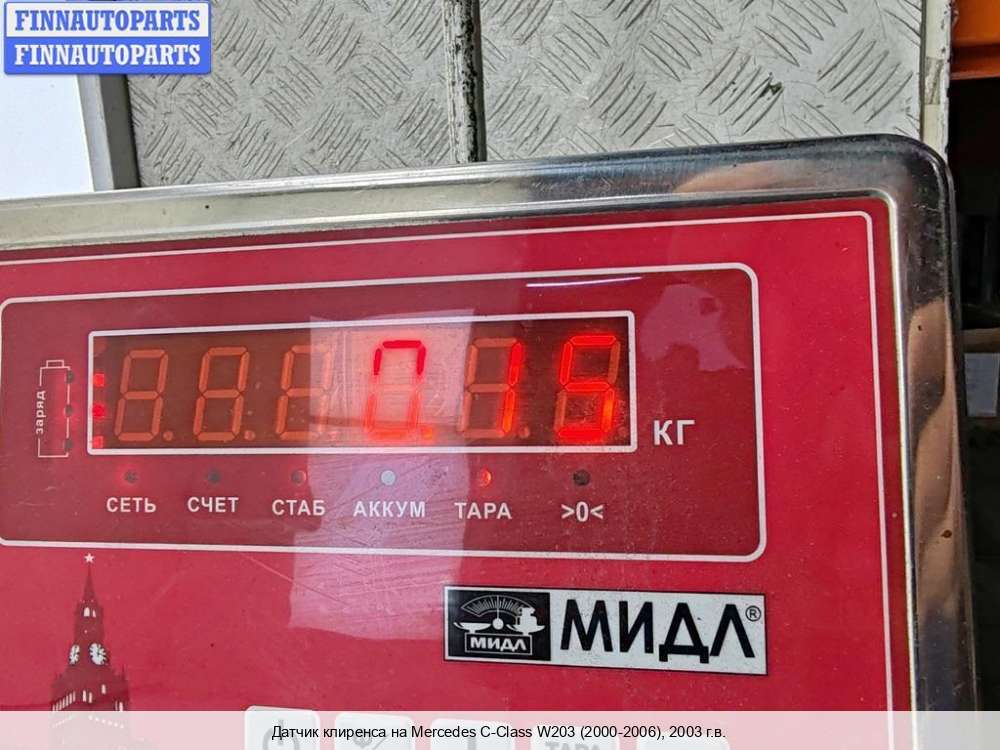 FINNAUTOPARTS
FINNAUTOPARTS
заряд
0.15
КГ
СЕТЬ СЧЕТ СТАБ АККУМ ТАРА >0<
МИДЛ МИДЛ®
ТАРА
Датчик клиренса на Mercedes C-Class W203 (2000-2006), 2003 г.в.